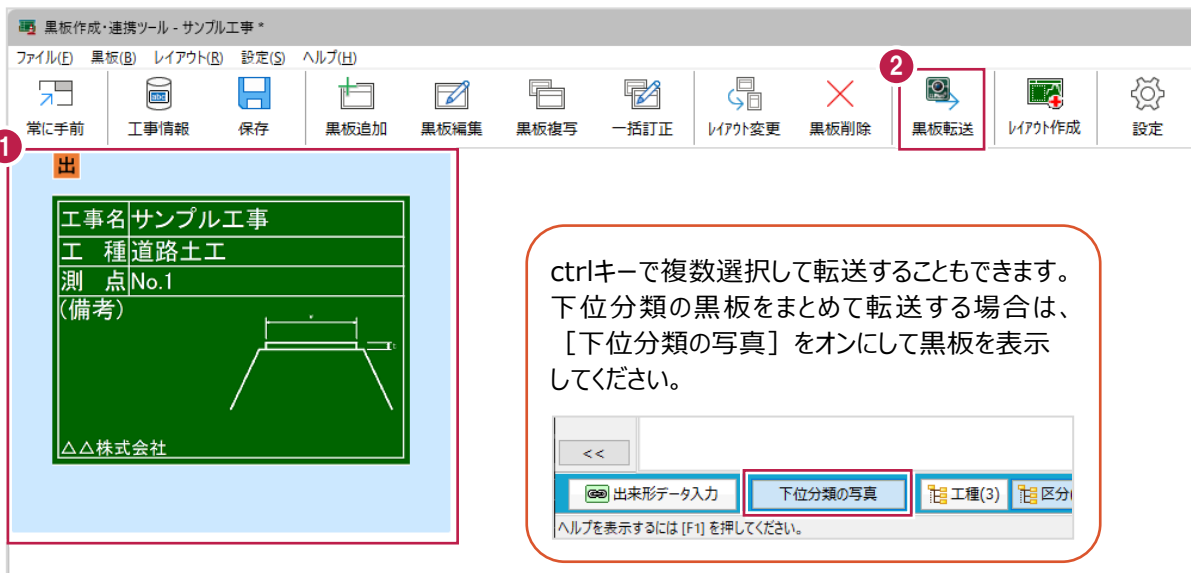 黒板作成・連携ツール - サンプル工事 *
ファイル(F) 黒板(B) レイアウト(R) 設定(S) ヘルプ(H)
2
常に手前 工事情報 保存 黒板追加 黒板編集 黒板複写 一括訂正 レイアウト変更 黒板削除 黒板転送 レイアウト作成 設定
1
出
工事名 サンプル工事
工 種 道路土工
測 点 No.1
(備考)
△△株式会社
ctrlキーで複数選択して転送することもできます。
下位分類の黒板をまとめて転送する場合は、
［下位分類の写真］をオンにして黒板を表示
してください。
<<
出来形データ入力 下位分類の写真 工種(3) 区分(
ヘルプを表示するには [F1] を押してください。